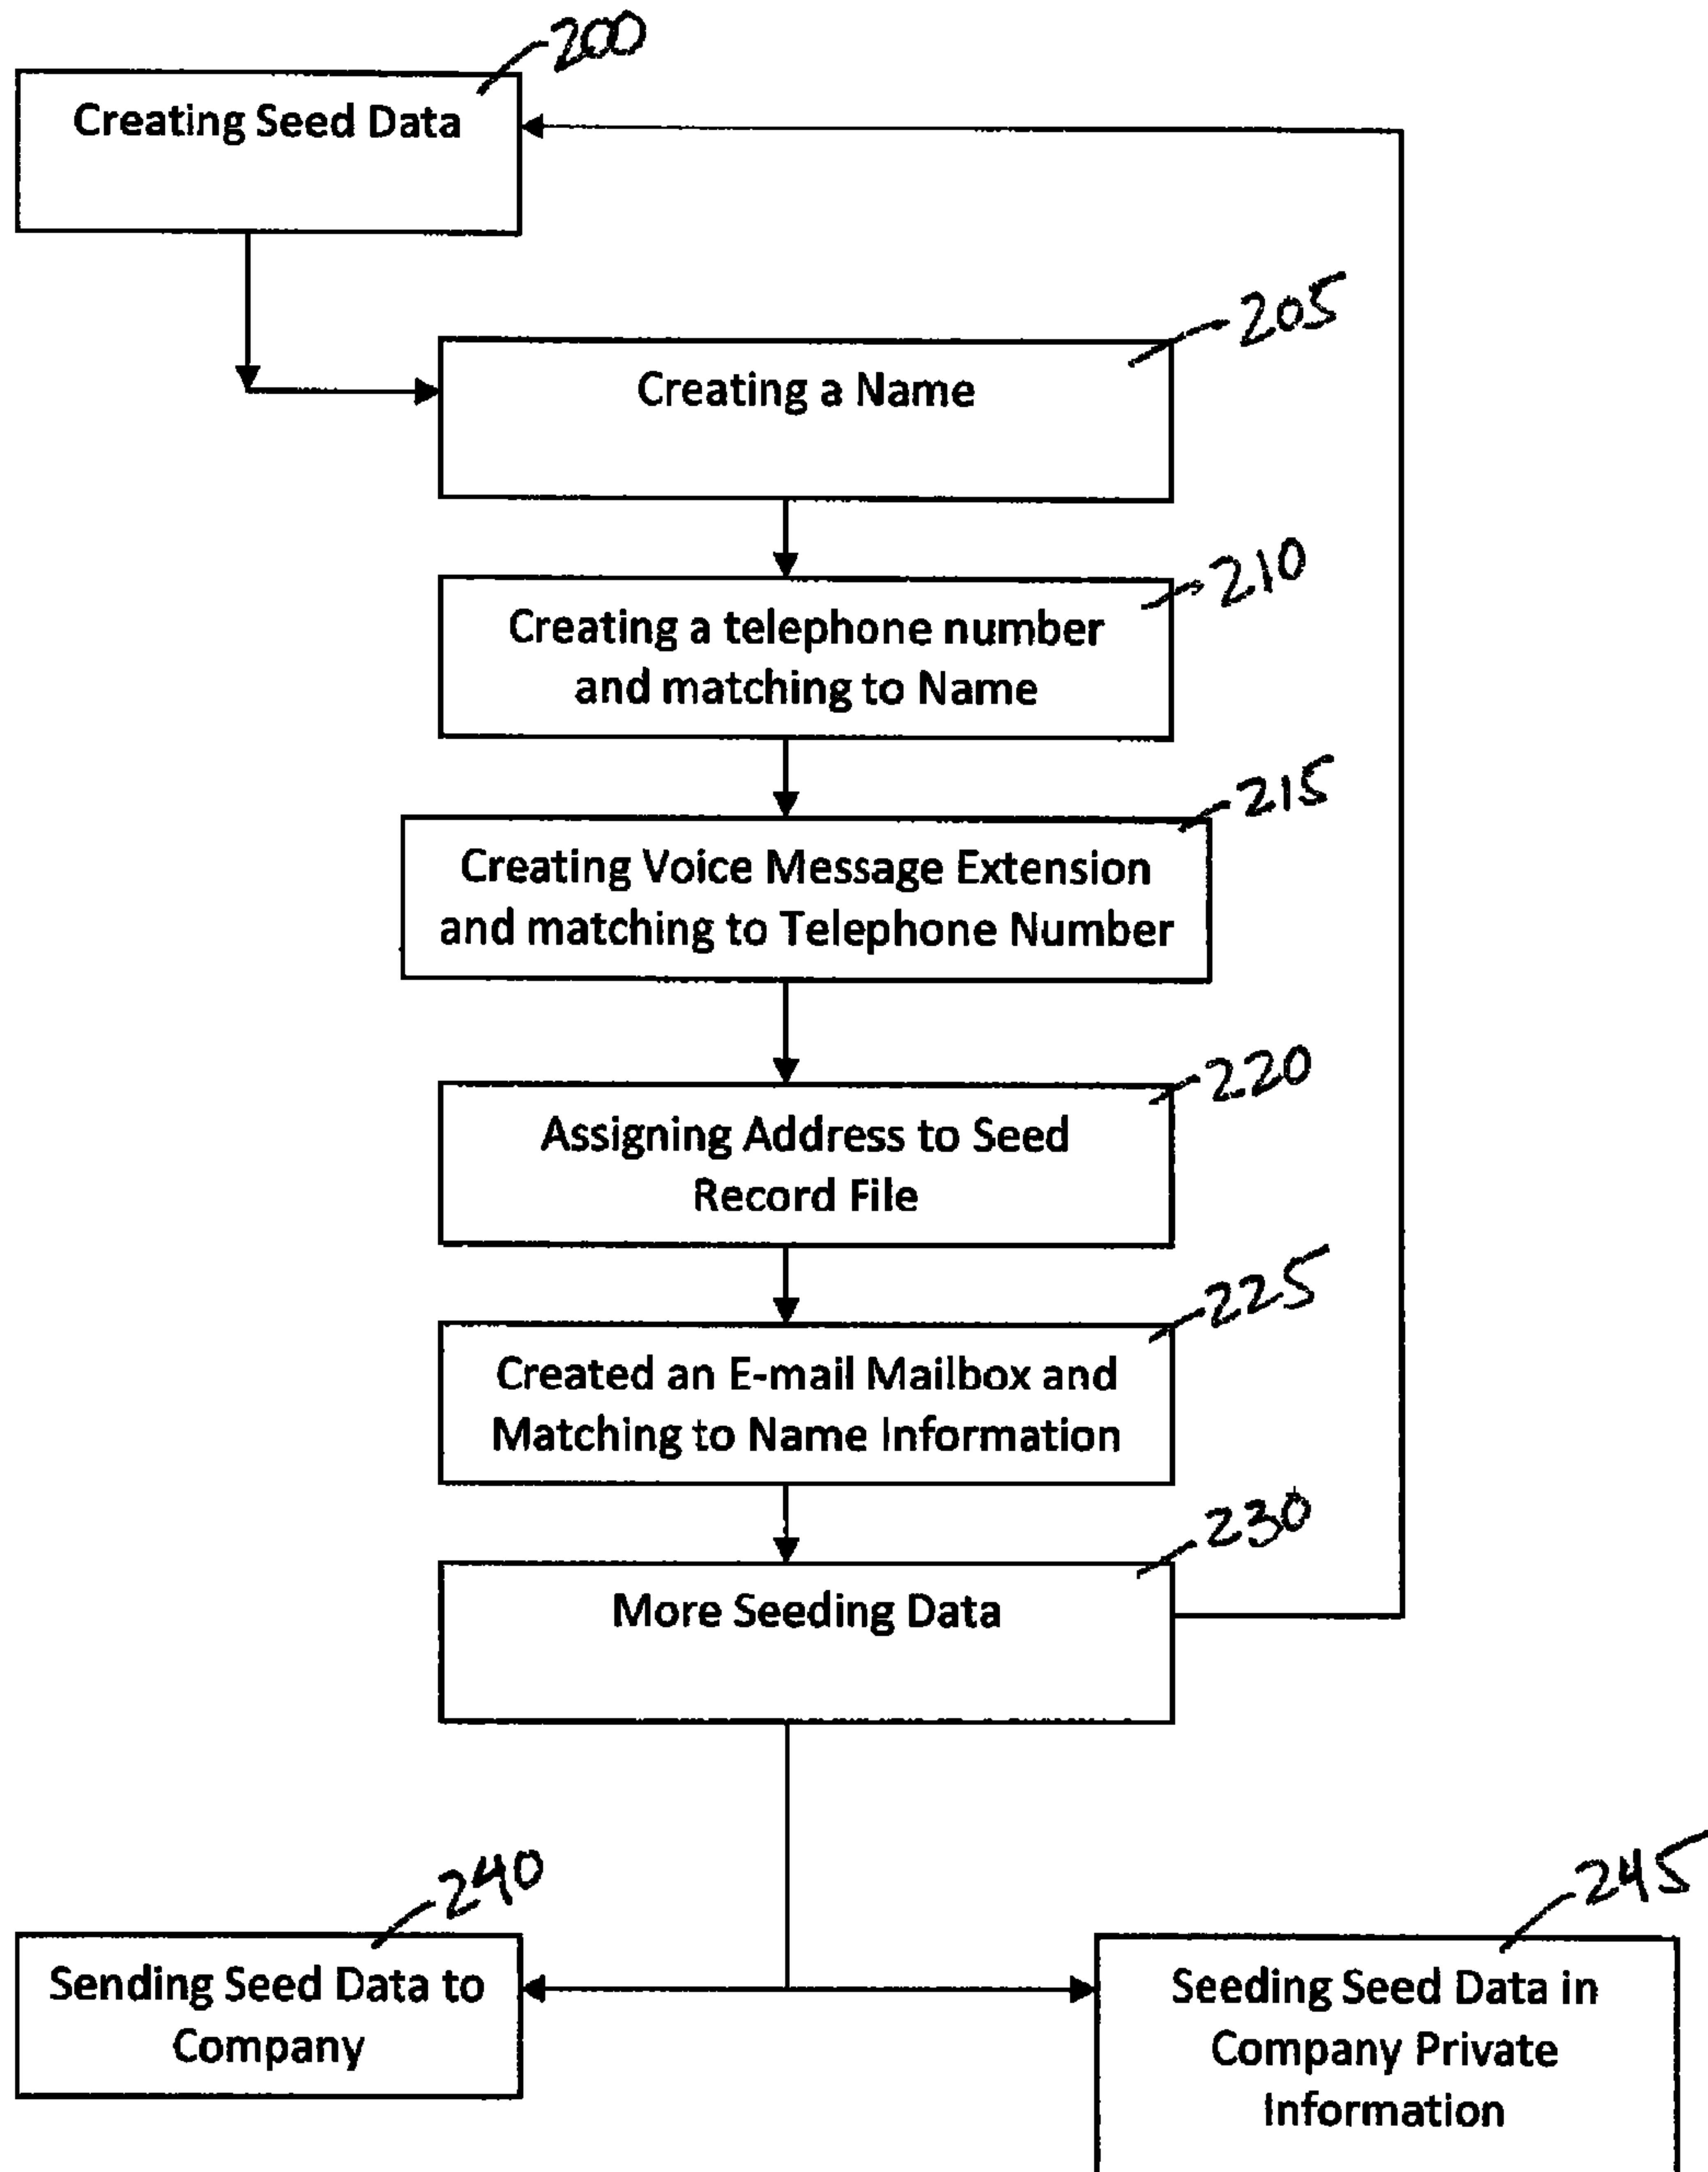 200
Creating Seed Data
205
Creating a Name
210
Creating a telephone number
and matching to Name
215
Creating Voice Message Extension
and matching to Telephone Number
220
Assigning Address to Seed
Record File
225
Created an E-mail Mailbox and
Matching to Name Information
230
More Seeding Data
240
Sending Seed Data to
Company
245
Seeding Seed Data in
Company Private
Information